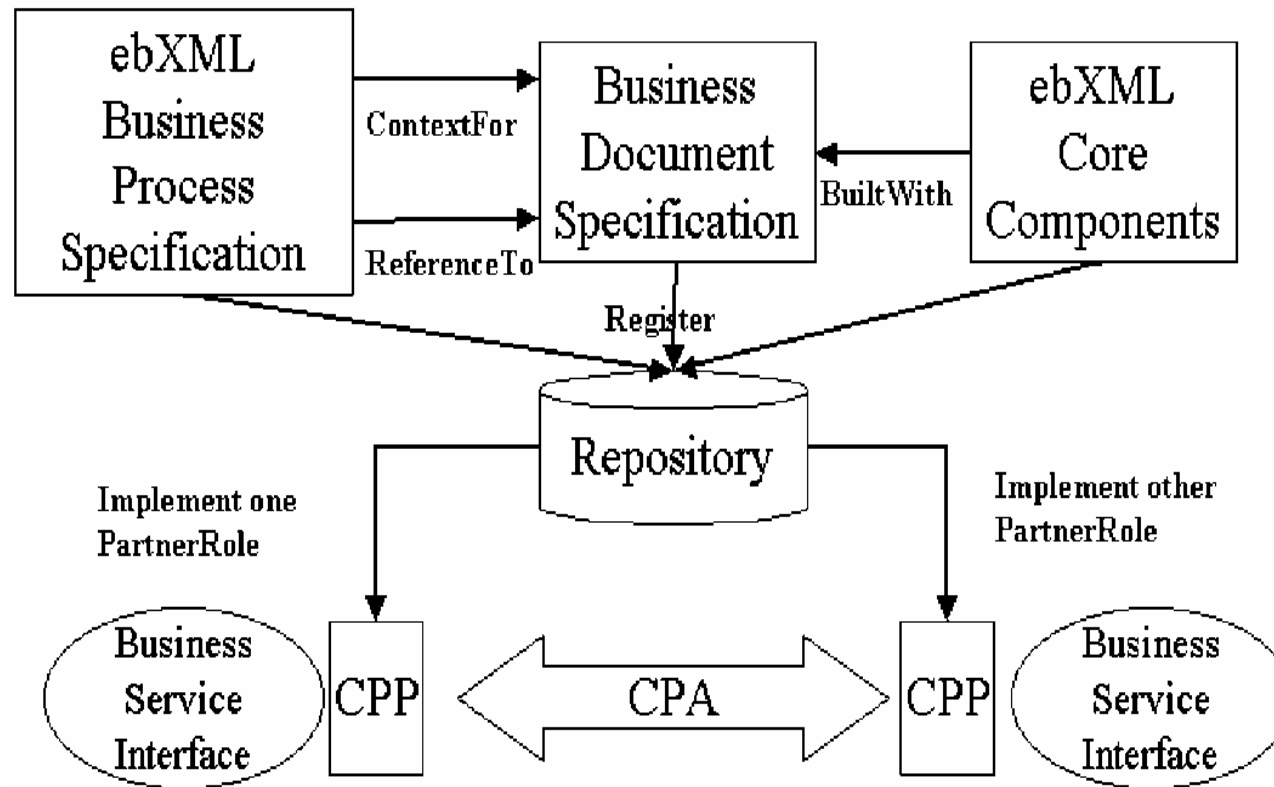 ebXML
Business
Process
Specification
ContextFor
ReferenceTo
Business
Document
Specification
BuiltWith
ebXML
Core
Components
Register
Repository
Implement one
PartnerRole
Implement other
PartnerRole
Business
Service
Interface
CPP
CPA
CPP
Business
Service
Interface